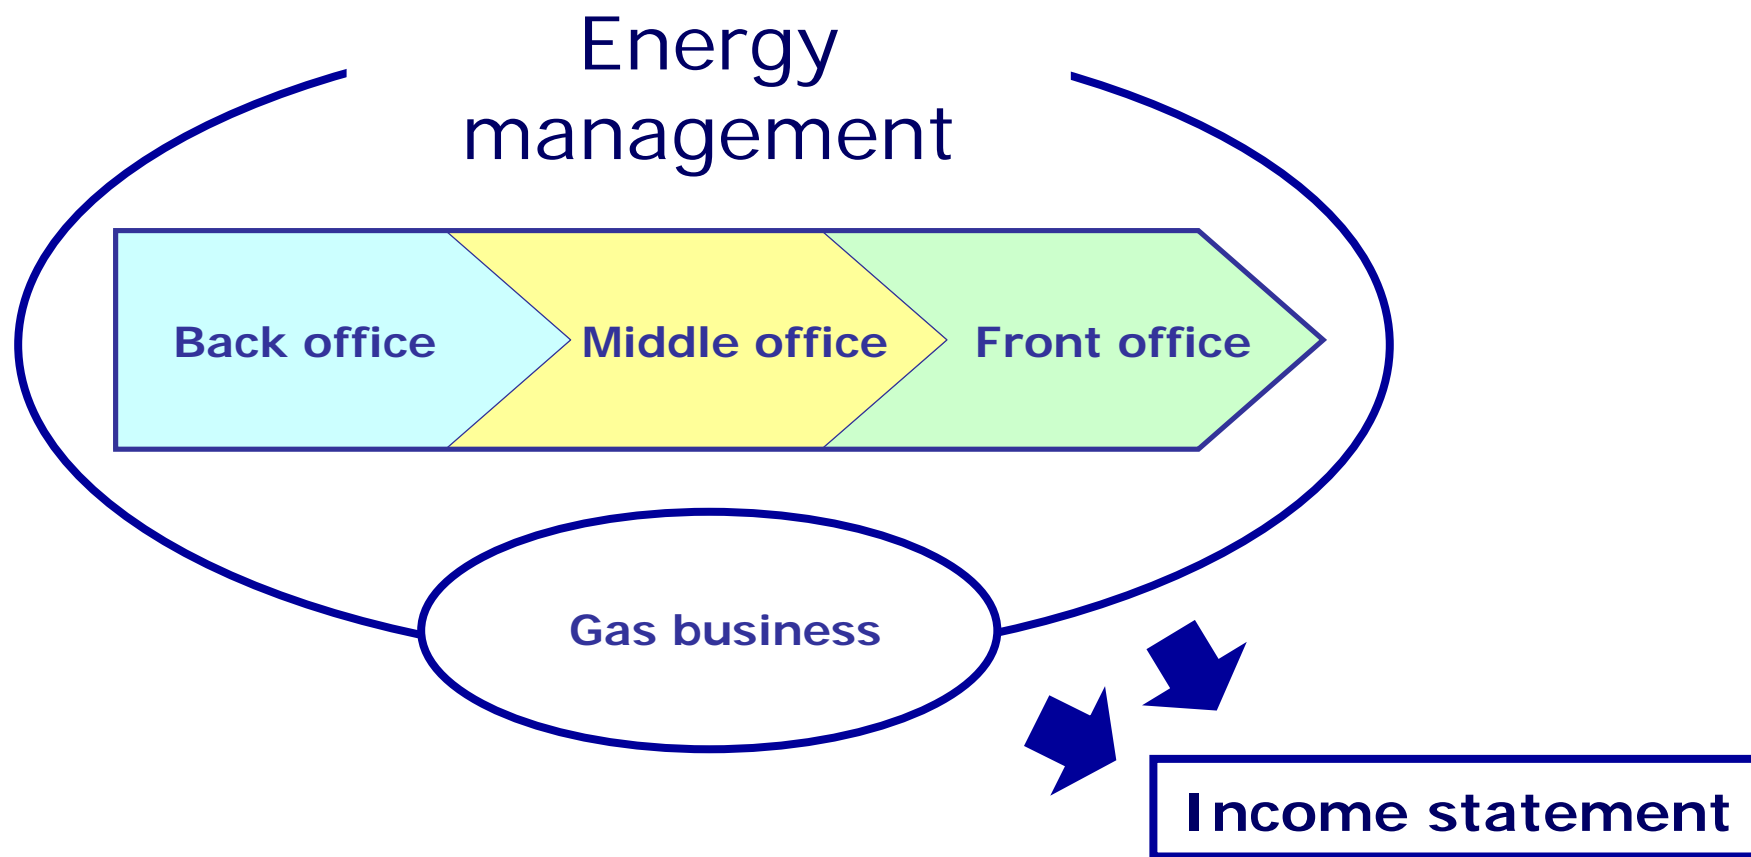 Energy
management
Back office
Middle office
Front office
Gas business
Income statement